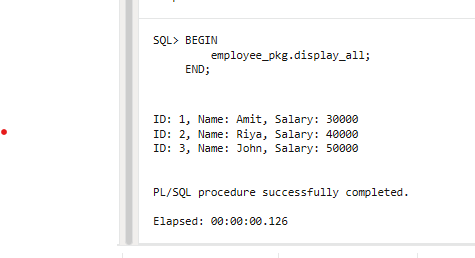 SQL> BEGIN
employee_pkg.display_all;
END;
ID: 1, Name: Amit, Salary: 30000
ID: 2, Name: Riya, Salary: 40000
ID: 3, Name: John, Salary: 50000
PL/SQL procedure successfully completed.
Elapsed: 00:00:00.126